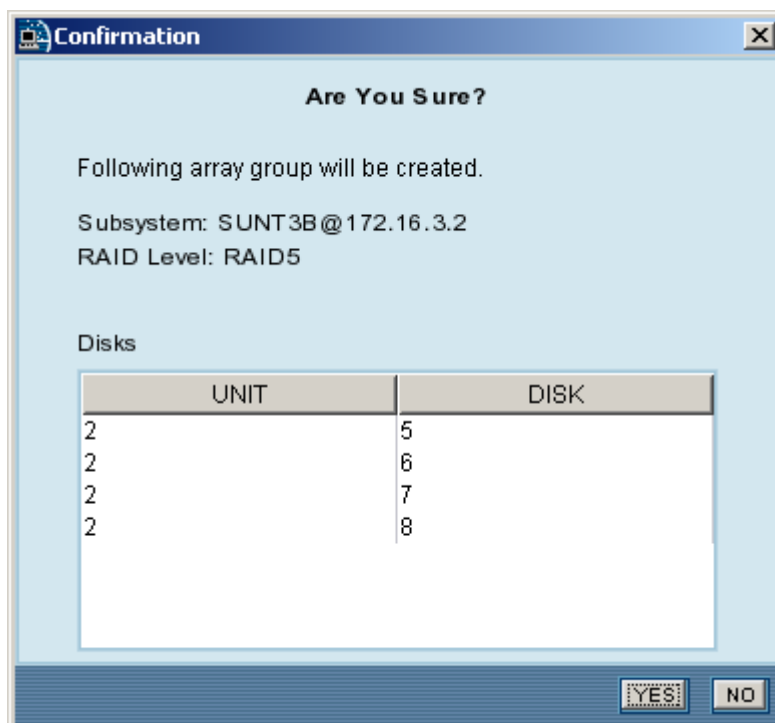 Confirmation
Are You Sure?
Following array group will be created.
Subsystem: SUNT3B@172.16.3.2
RAID Level: RAID5
Disks
UNIT DISK
2 5
2 6
2 7
2 8
YES NO